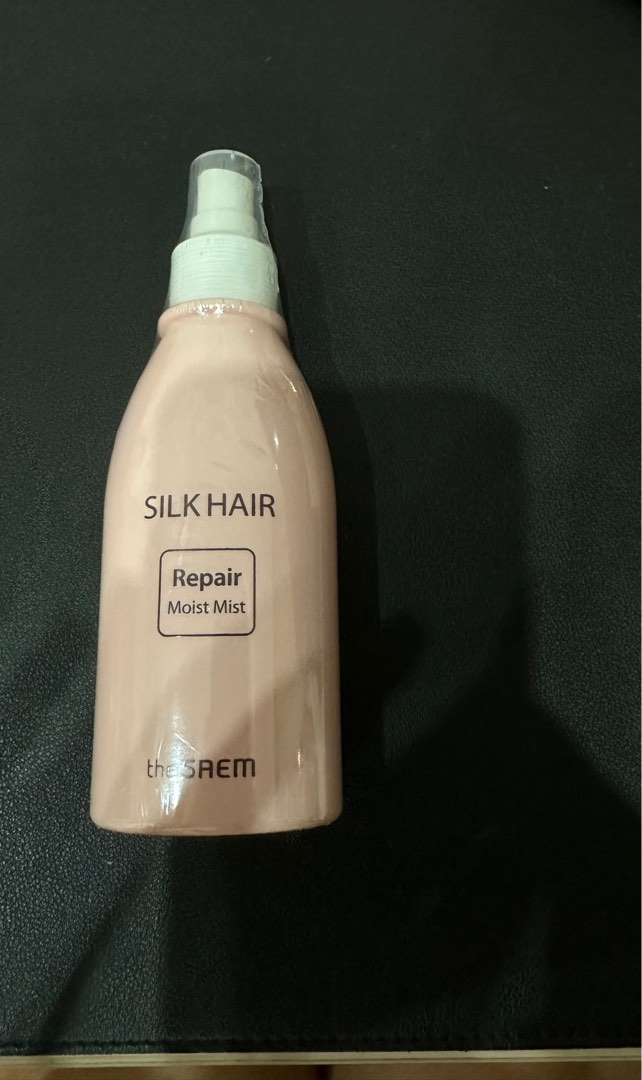 SILK HAIR
Repair
Moist Mist
the SAEM